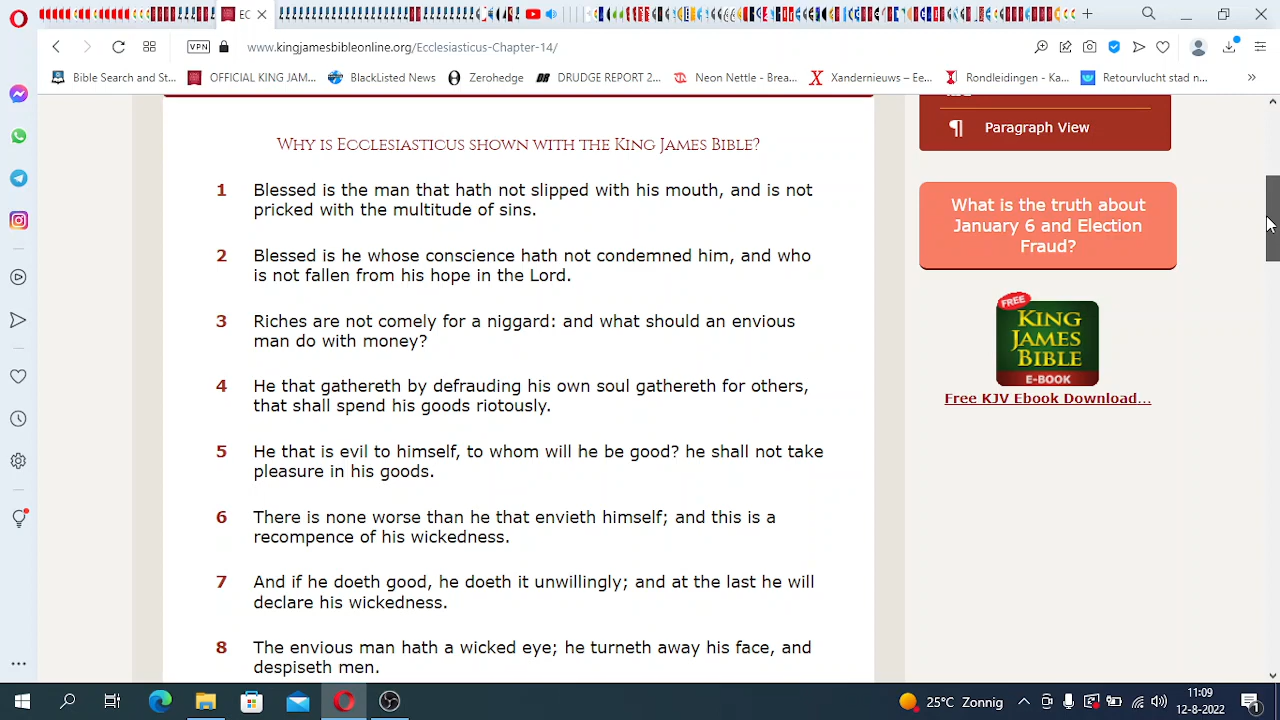 EC
VPN
www.kingjamesbibleonline.org/Ecclesiasticus-Chapter-14/
Bible Search and St...
OFFICIAL KING JAM...
BlackListed News
Zerohedge
DRUDGE REPORT 2...
Neon Nettle - Brea...
Xandernieuws – Ee...
Rondleidingen - Ka...
Retourvlucht stad n...
»
Why is Ecclesiasticus shown with the King James Bible?
1 Blessed is the man that hath not slipped with his mouth, and is not
pricked with the multitude of sins.
2 Blessed is he whose conscience hath not condemned him, and who
is not fallen from his hope in the Lord.
3 Riches are not comely for a niggard: and what should an envious
man do with money?
4 He that gathereth by defrauding his own soul gathereth for others,
that shall spend his goods riotously.
5 He that is evil to himself, to whom will he be good? he shall not take
pleasure in his goods.
6 There is none worse than he that envieth himself; and this is a
recompence of his wickedness.
7 And if he doeth good, he doeth it unwillingly; and at the last he will
declare his wickedness.
8 The envious man hath a wicked eye; he turneth away his face, and
despiseth men.
¶ Paragraph View
What is the truth about
January 6 and Election
Fraud?
FREE
King
James
Bible
E-BOOK
Free KJV Ebook Download...
25°C Zonnig
11:09
12-8-2022
1